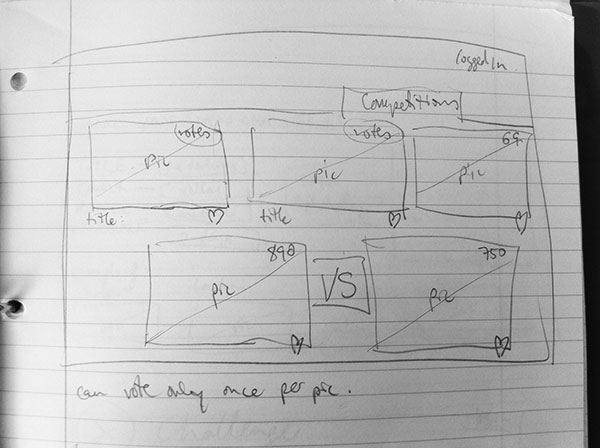 logged In
Competitions
votes votes 69
pic pic pic
title: title
890 750
VS
pic pic
can vote only once per pic.